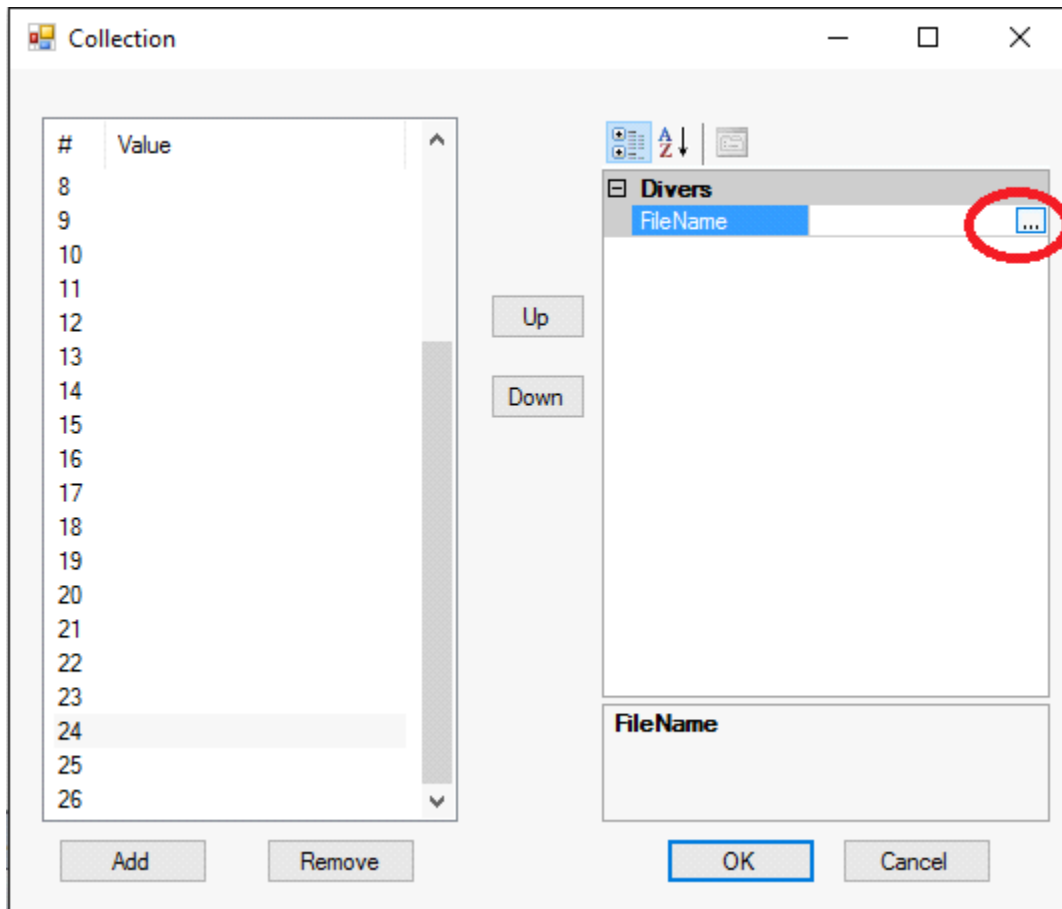 Collection
# Value
8
9
10
11
12
13
14
15
16
17
18
19
20
21
22
23
24
25
26
Add Remove
Up
Down
A
Z
Divers
FileName ...
FileName
OK Cancel